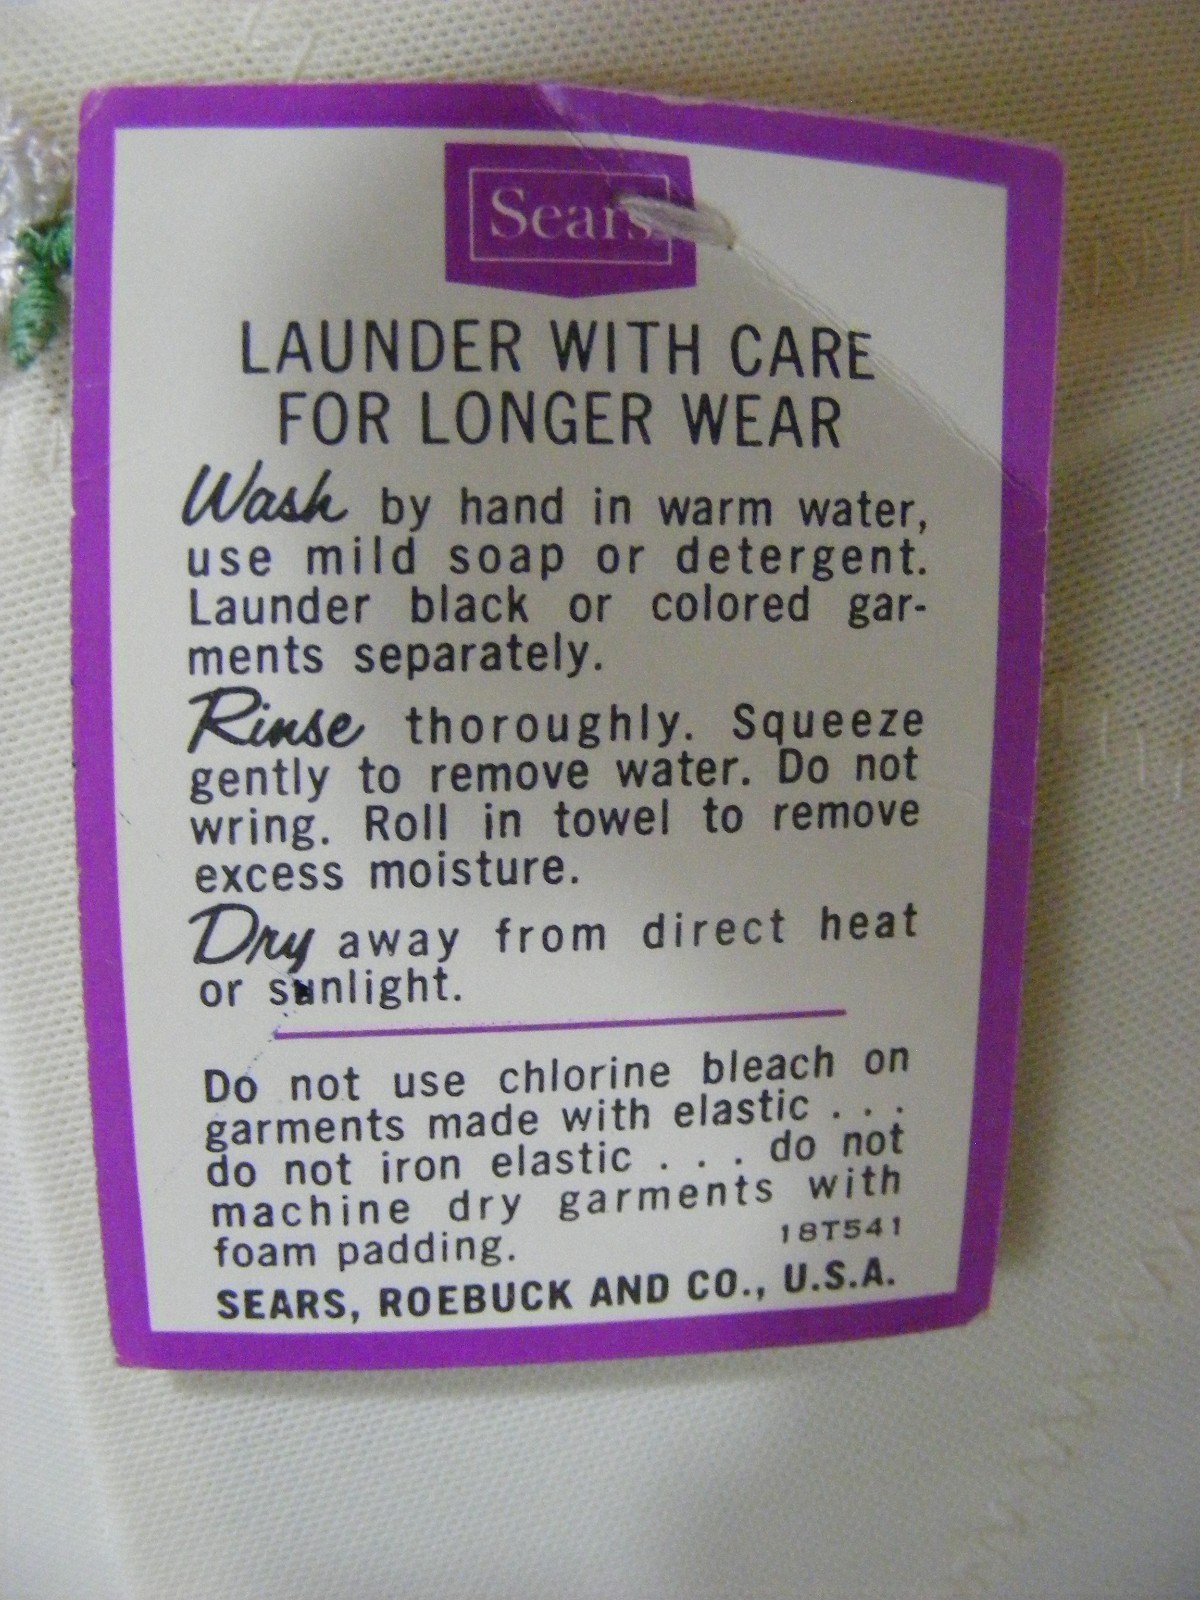 Sears
LAUNDER WITH CARE
FOR LONGER WEAR
Wash by hand in warm water,
use mild soap or detergent.
Launder black or colored gar-
ments separately.
Rinse thoroughly. Squeeze
gently to remove water. Do not
wring. Roll in towel to remove
excess moisture.
Dry away from direct heat
or sunlight.
Do not use chlorine bleach on
garments made with elastic . . .
do not iron elastic . . . do not
machine dry garments with
foam padding. 18T541
SEARS, ROEBUCK AND CO., U.S.A.